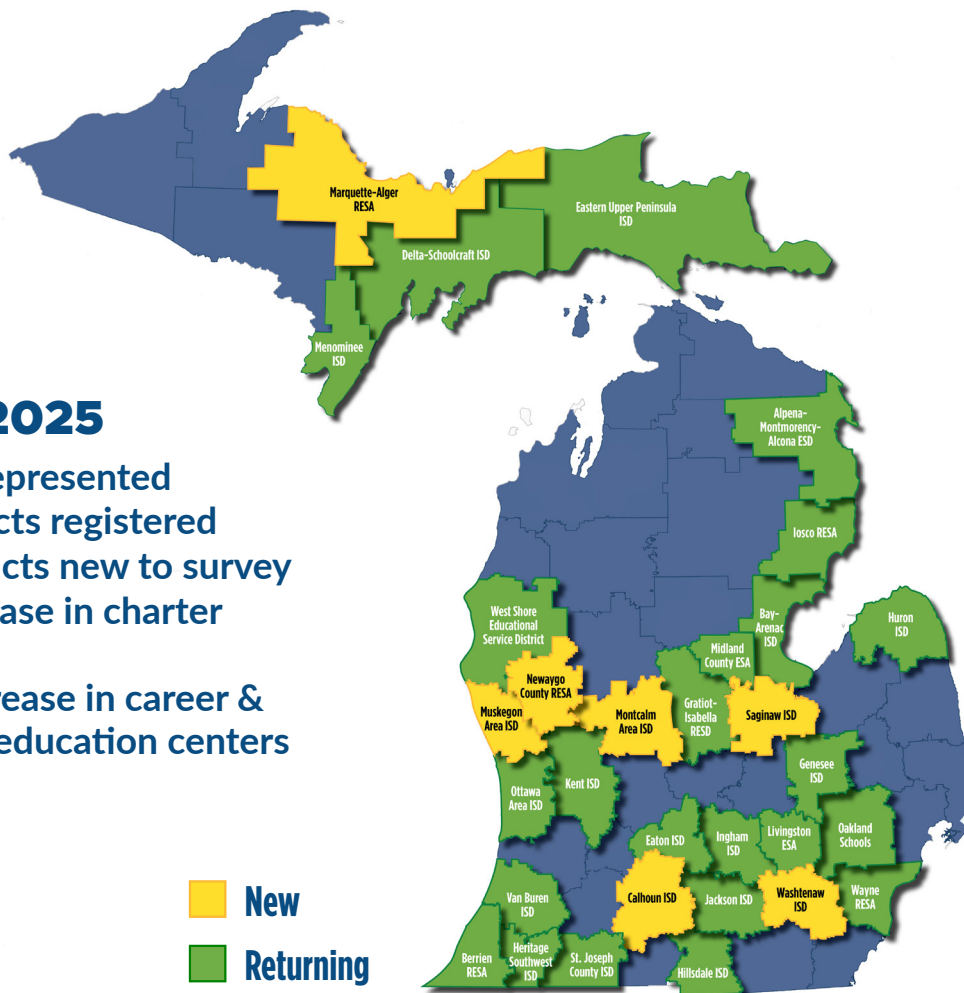 Marquette-Alger
RESA
Eastern Upper Peninsula
ISD
Delta-Schoolcraft ISD
Menominee
ISD
2025
epresented
cts registered
cts new to survey
ase in charter
rease in career &
education centers
Alpena-
Montmorency-
Alcona ESD
Iosco RESA
West Shore
Educational
Service District
Bay-
Arenac
ISD
Huron
ISD
Midland
County ESA
Newaygo
County RESA
Muskegon
Area ISD
Montcalm
Area ISD
Gratiot-
Isabella
RESD
Saginaw ISD
Genesee
ISD
Ottawa
Area ISD
Kent ISD
Eaton ISD
Ingham
ISD
Livingston
ESA
Oakland
Schools
Van Buren
ISD
Calhoun ISD
Jackson ISD
Washtenaw
ISD
Wayne
RESA
Berrien
RESA
Heritage
Southwest
ISD
St. Joseph
County ISD
Hillsdale ISD
New
Returning